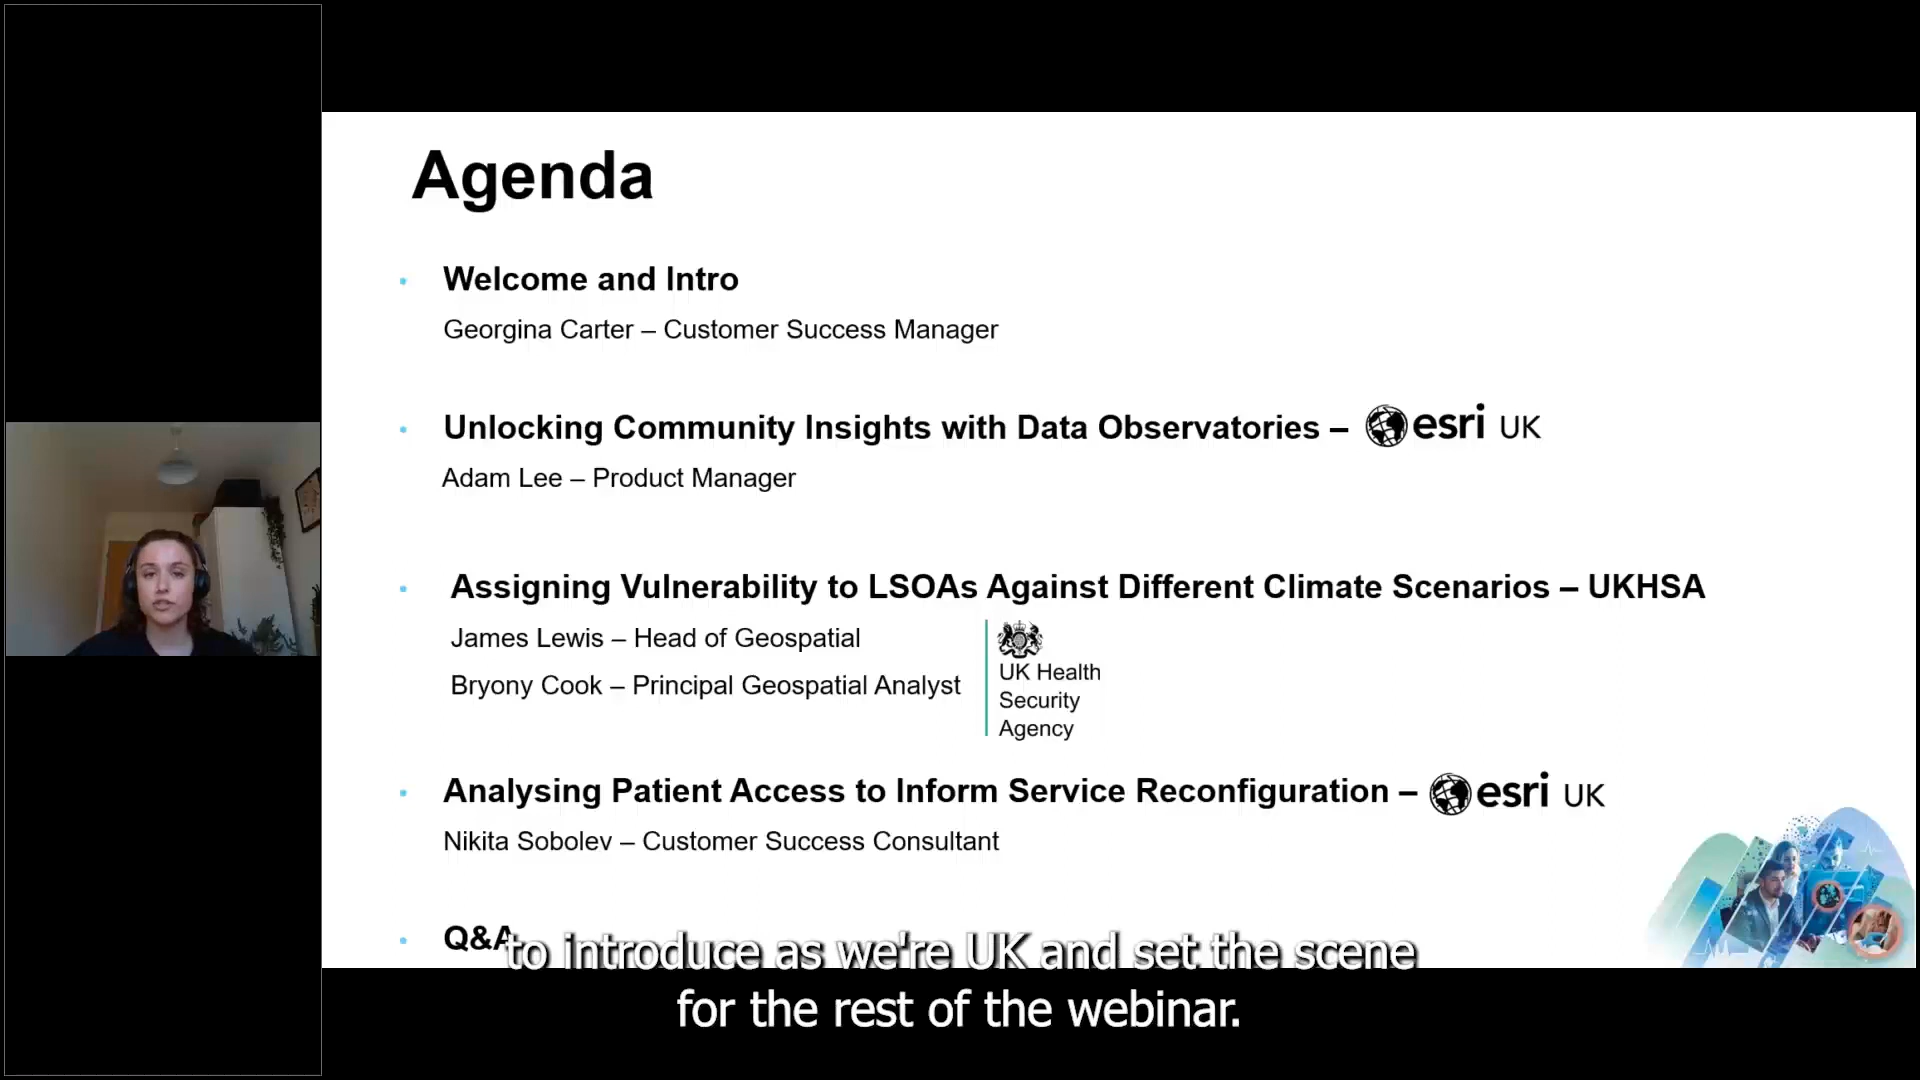 Agenda
Welcome and Intro
Georgina Carter – Customer Success Manager
Unlocking Community Insights with Data Observatories – esri UK
Adam Lee – Product Manager
Assigning Vulnerability to LSOAs Against Different Climate Scenarios – UKHSA
James Lewis – Head of Geospatial
Bryony Cook – Principal Geospatial Analyst
UK Health
Security
Agency
Analysing Patient Access to Inform Service Reconfiguration – esri UK
Nikita Sobolev – Customer Success Consultant
Q&A
to introduce as we're UK and set the scene
for the rest of the webinar.